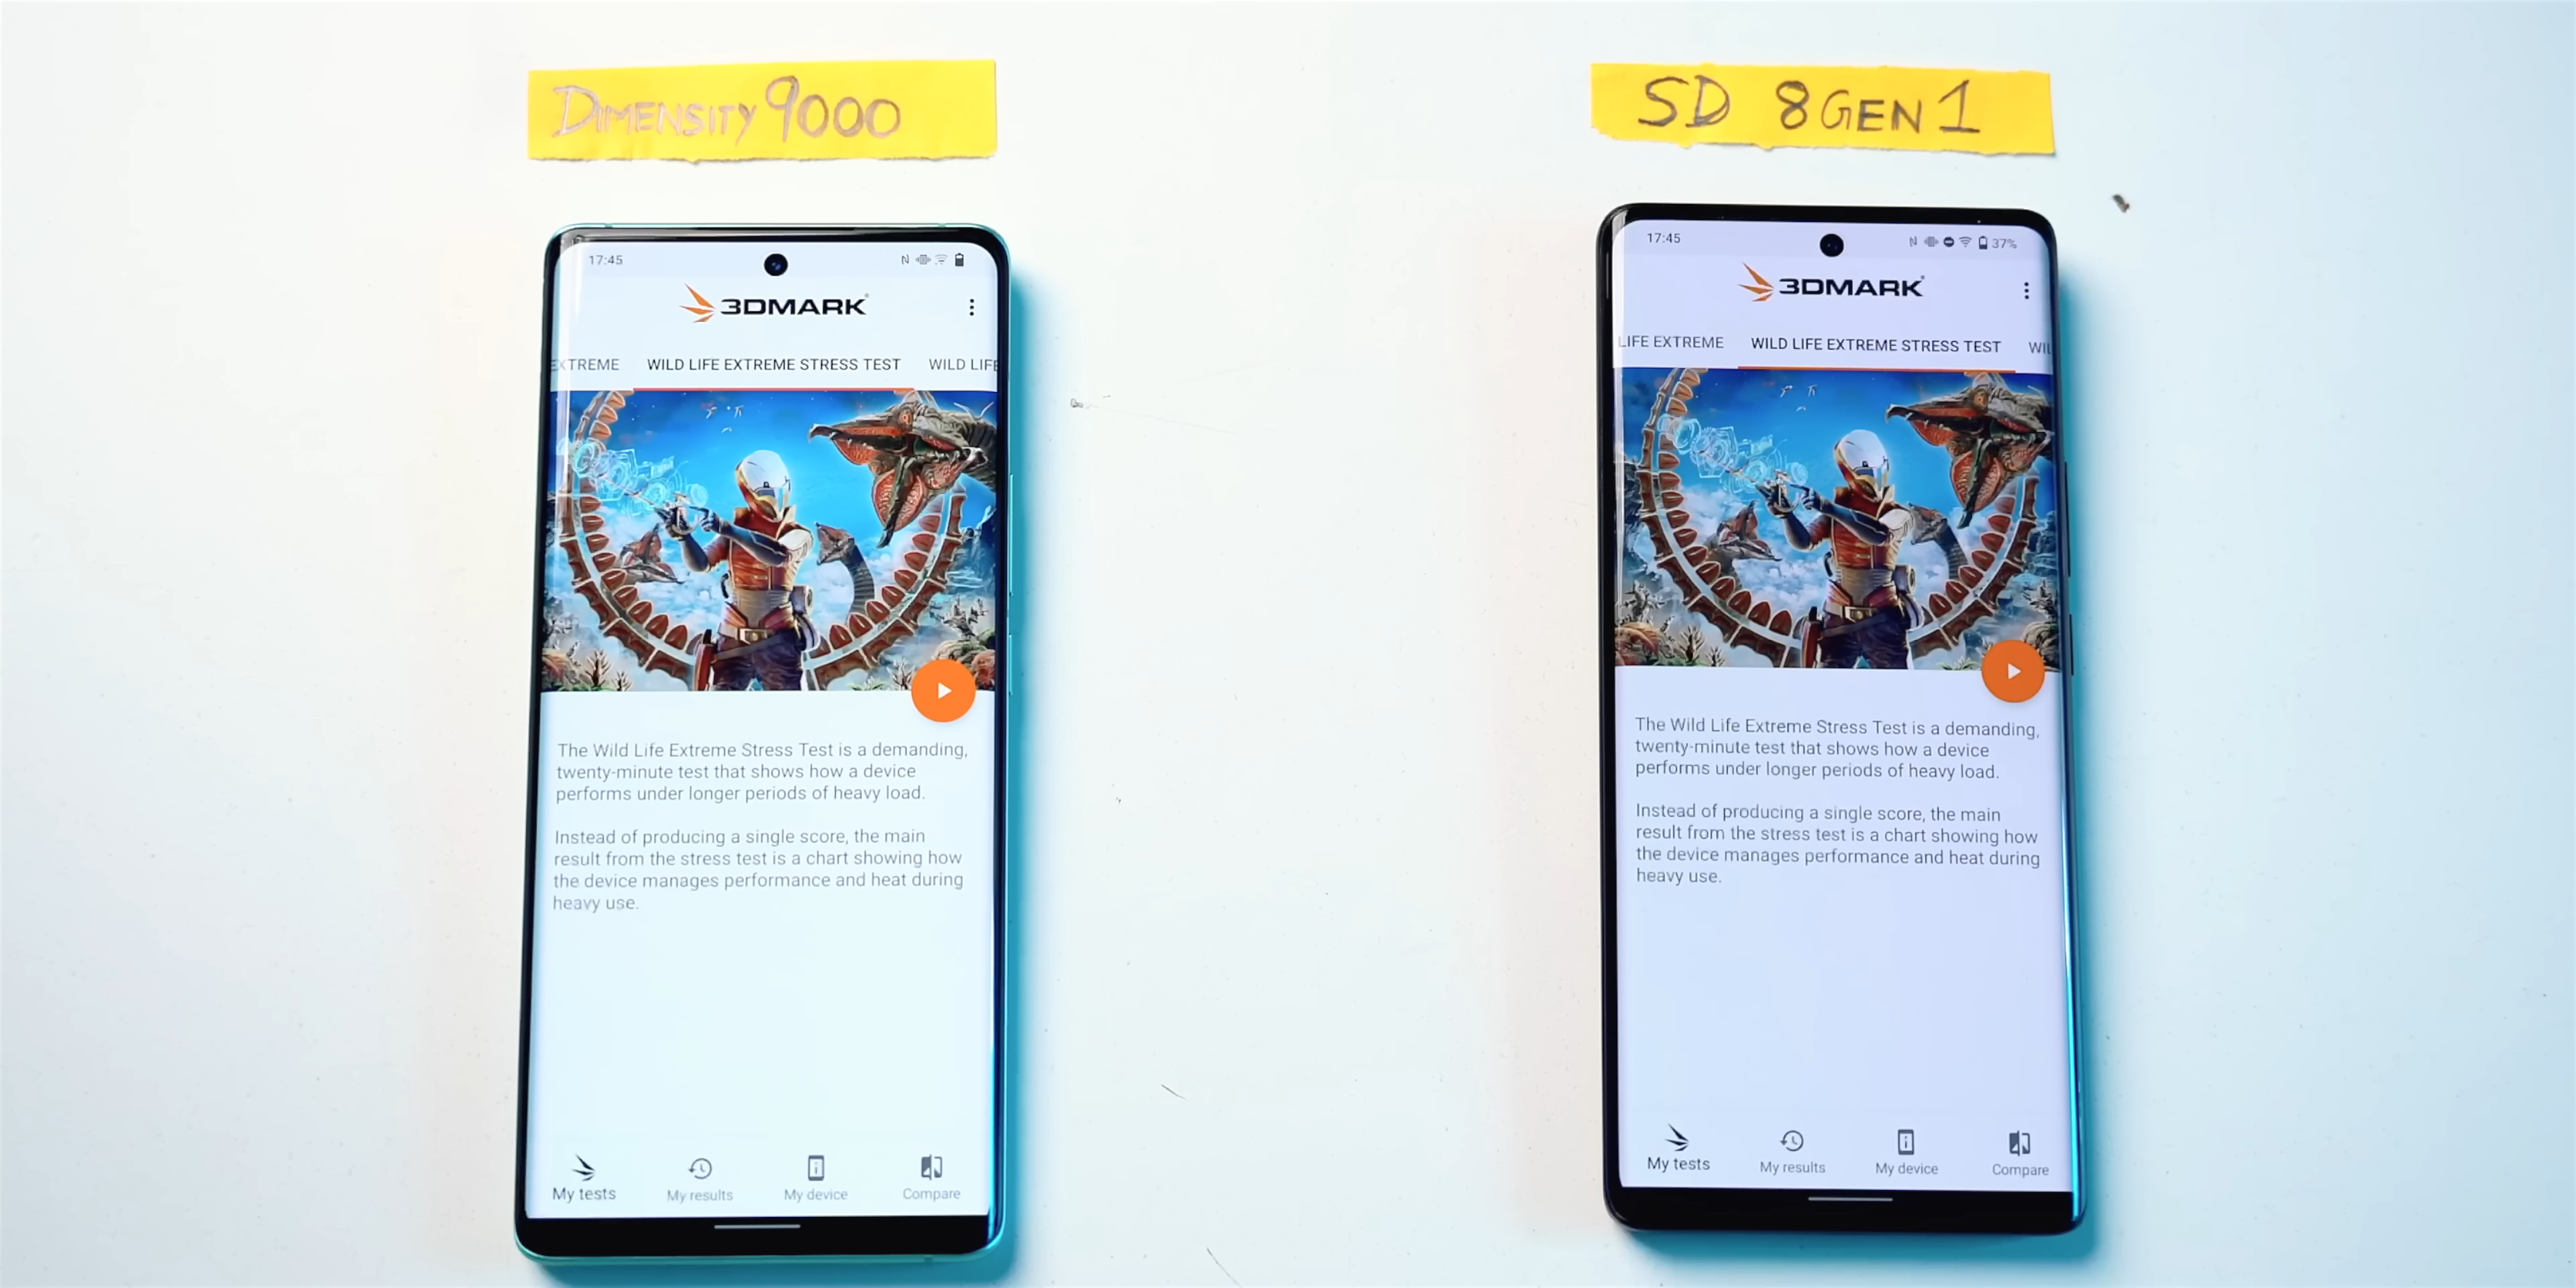 DIMENSITY 9000
17:45
3DMARK
EXTREME WILD LIFE EXTREME STRESS TEST WILD LIFE
The Wild Life Extreme Stress Test is a demanding,
twenty-minute test that shows how a device
performs under longer periods of heavy load.
Instead of producing a single score, the main
result from the stress test is a chart showing how
the device manages performance and heat during
heavy use.
My tests My results My device Compare
SD 8 GEN 1
17:45 37%
3DMARK
LIFE EXTREME WILD LIFE EXTREME STRESS TEST WIL
The Wild Life Extreme Stress Test is a demanding,
twenty-minute test that shows how a device
performs under longer periods of heavy load.
Instead of producing a single score, the main
result from the stress test is a chart showing how
the device manages performance and heat during
heavy use.
My tests My results My device Compare